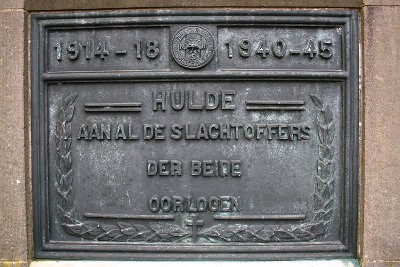 1914-18 1940-45
HULDE
AAN AL DE SLACHTOFFERS
DER BEIDE
OORLOGEN